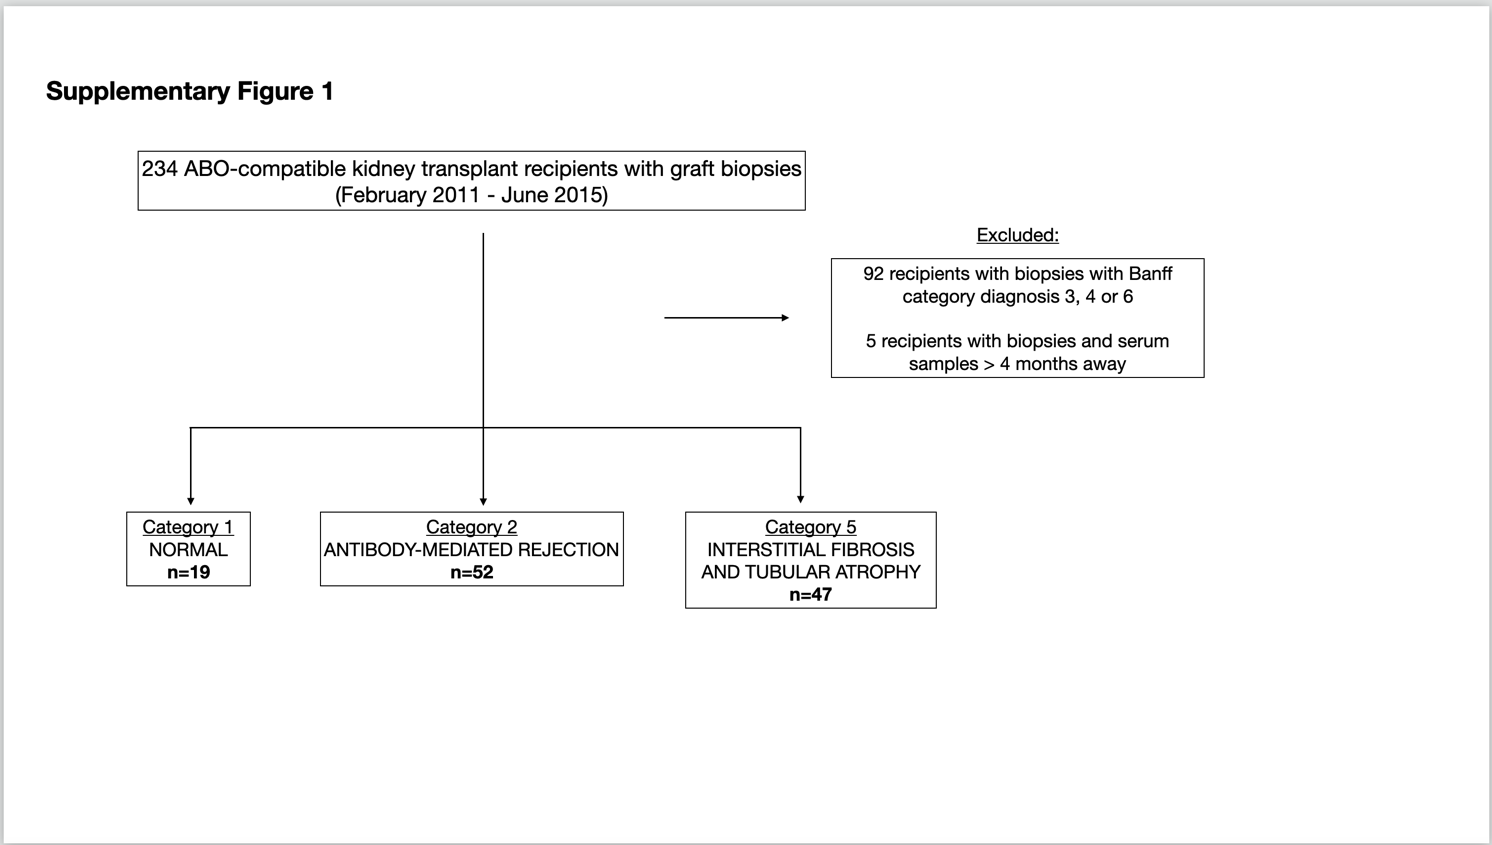 Supplementary Figure 1
234 ABO-compatible kidney transplant recipients with graft biopsies
(February 2011 - June 2015)
Excluded:
92 recipients with biopsies with Banff
category diagnosis 3, 4 or 6
5 recipients with biopsies and serum
samples > 4 months away
Category 1
NORMAL
n=19
Category 2
ANTIBODY-MEDIATED REJECTION
n=52
Category 5
INTERSTITIAL FIBROSIS
AND TUBULAR ATROPHY
n=47